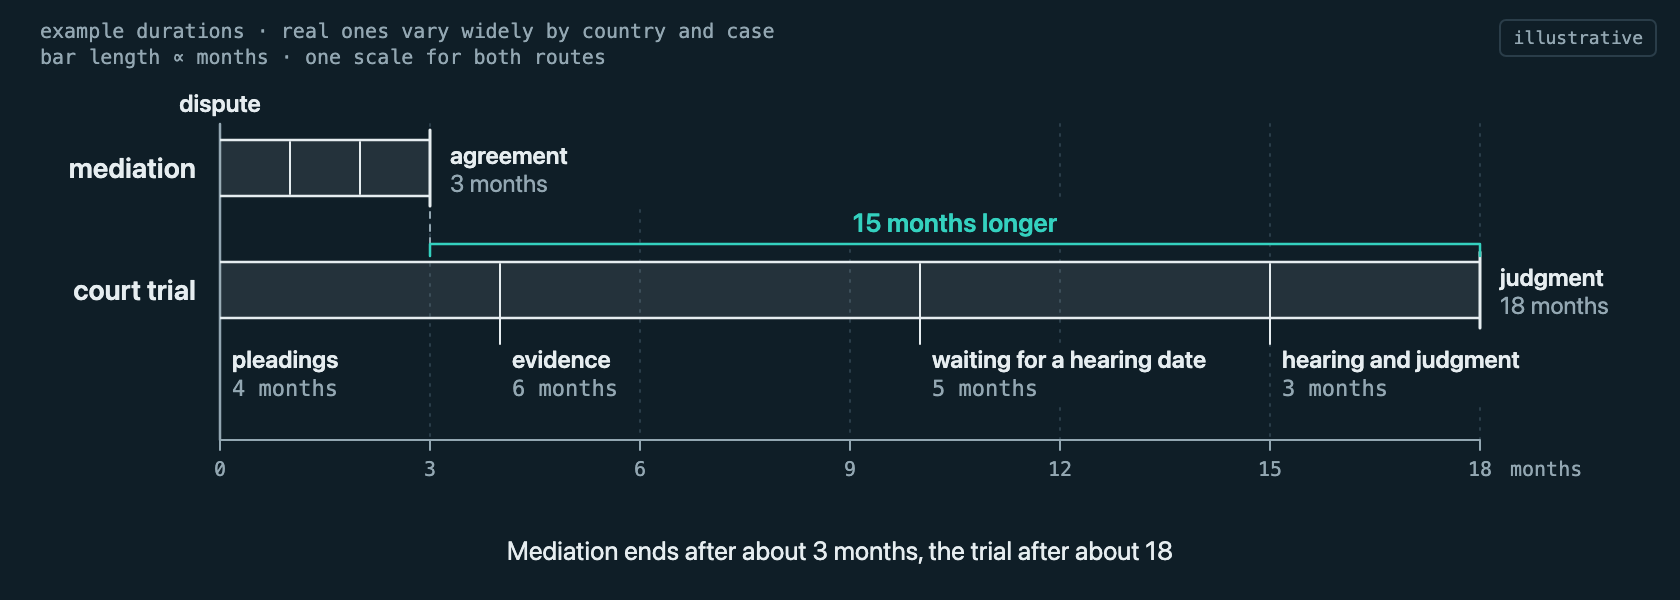 example durations · real ones vary widely by country and case
bar length ∝ months · one scale for both routes
illustrative
dispute
mediation
agreement
3 months
15 months longer
court trial
judgment
18 months
pleadings
4 months
evidence
6 months
waiting for a hearing date
5 months
hearing and judgment
3 months
0 3 6 9 12 15 18 months
Mediation ends after about 3 months, the trial after about 18